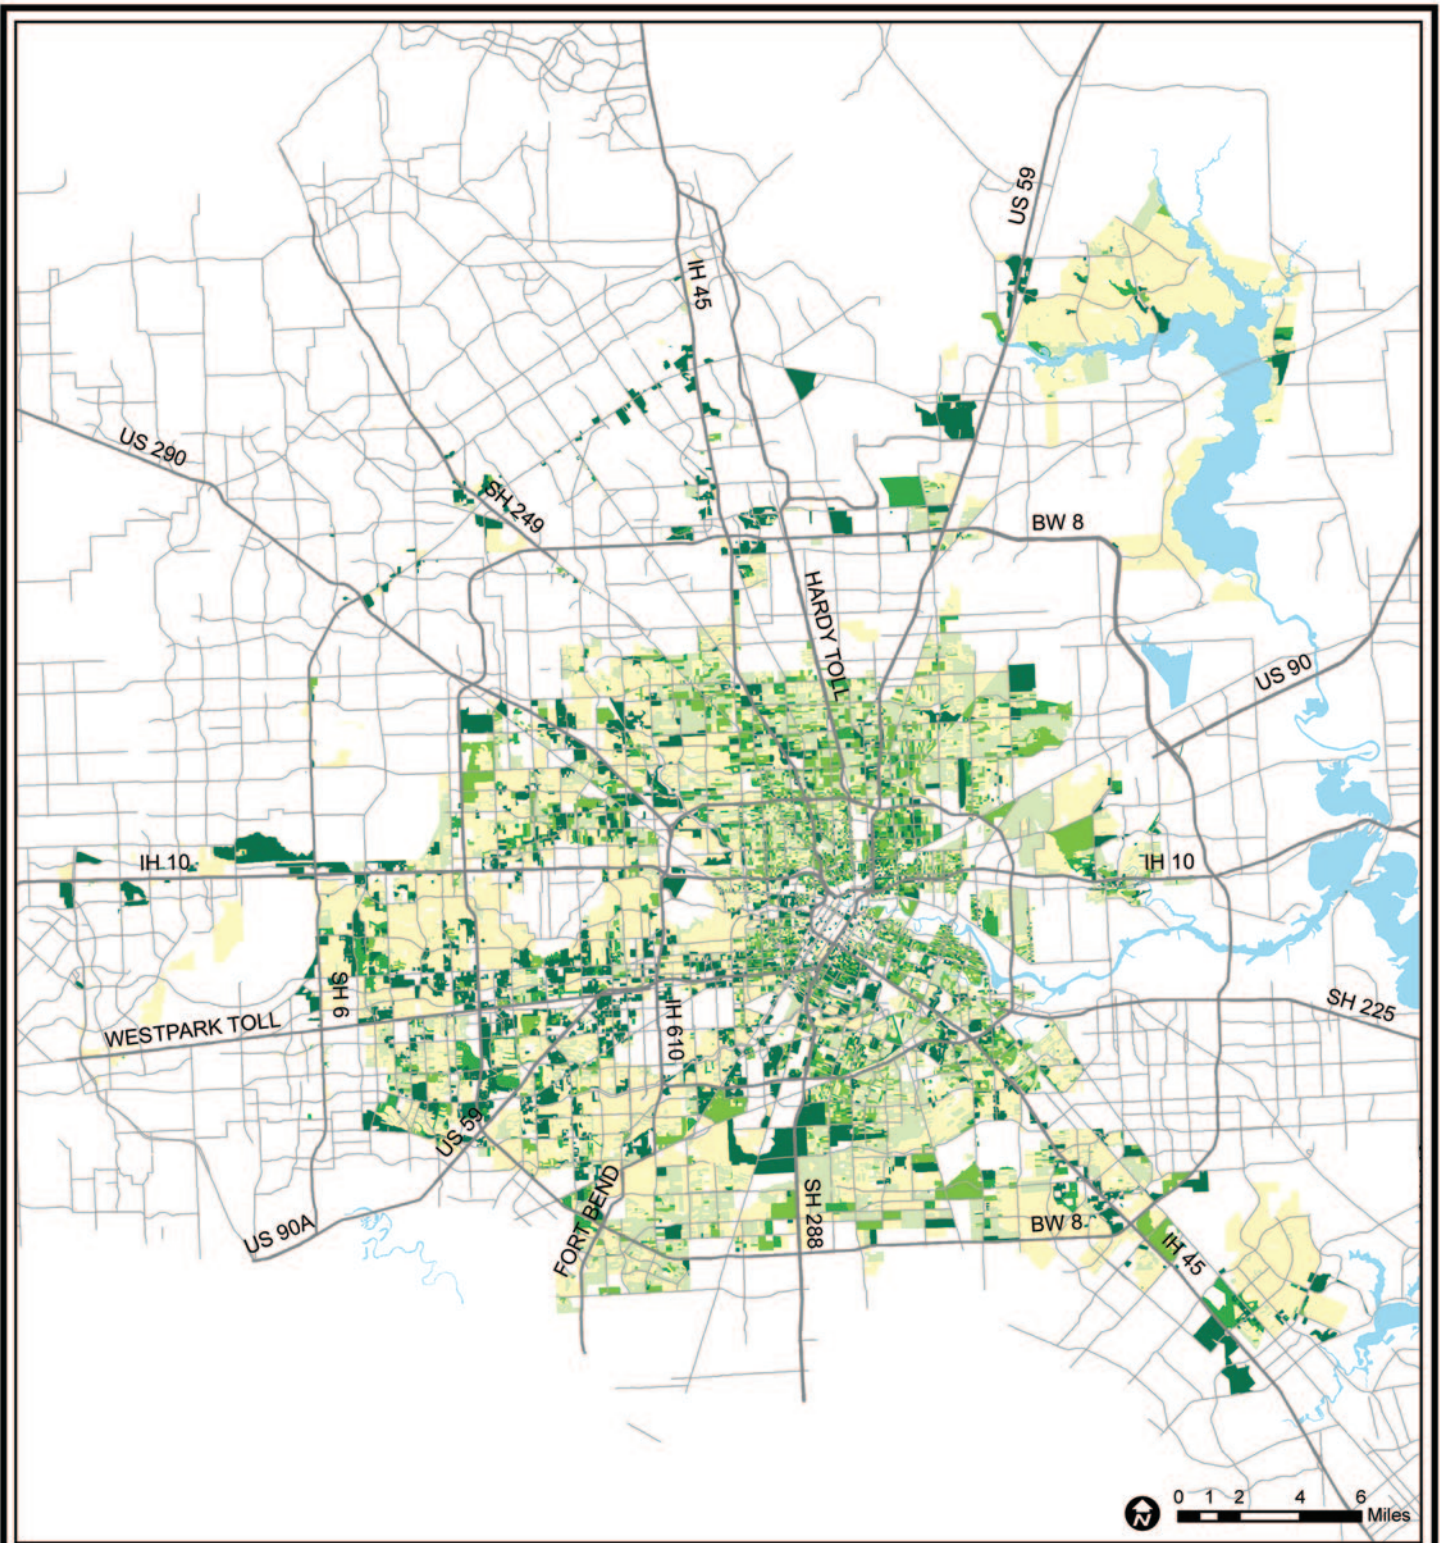 US 59
IH 45
US 290
SH 249
BW 8
HARDY TOLL
US 90
IH 10
IH 10
SH 6
IH 610
WESTPARK TOLL
SH 225
US 59
FORT BEND
SH 288
BW 8
US 90A
IH 45
N
0 1 2 4 6
Miles